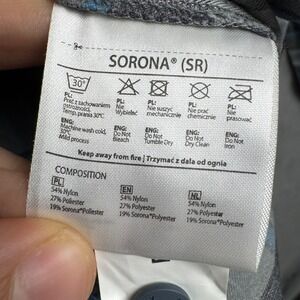 SORONA® (SR)
30°
PL:
Prać z zachowaniem
ostrożności.
Temp. prania 30°C
PL:
Nie
Wybielać
PL:
Nie suszyć
mechanicznie
PL:
Nie prać
chemicznie
PL:
Nie
prasować
ENG:
Machine wash cold,
30°C
Mild process
ENG:
Do Not
Bleach
ENG:
Do Not
Tumble Dry
ENG:
Do Not
Dry Clean
ENG:
Do Not
Iron
Keep away from fire | Trzymać z dala od ognia
COMPOSITION
PL
54% Nylon
27% Poliester
19% Sorona®Poliester
EN
54% Nylon
27% Polyester
19% Sorona®Polyester
NL
54% Nylon
27% Polyester
19% Sorona®Polyester